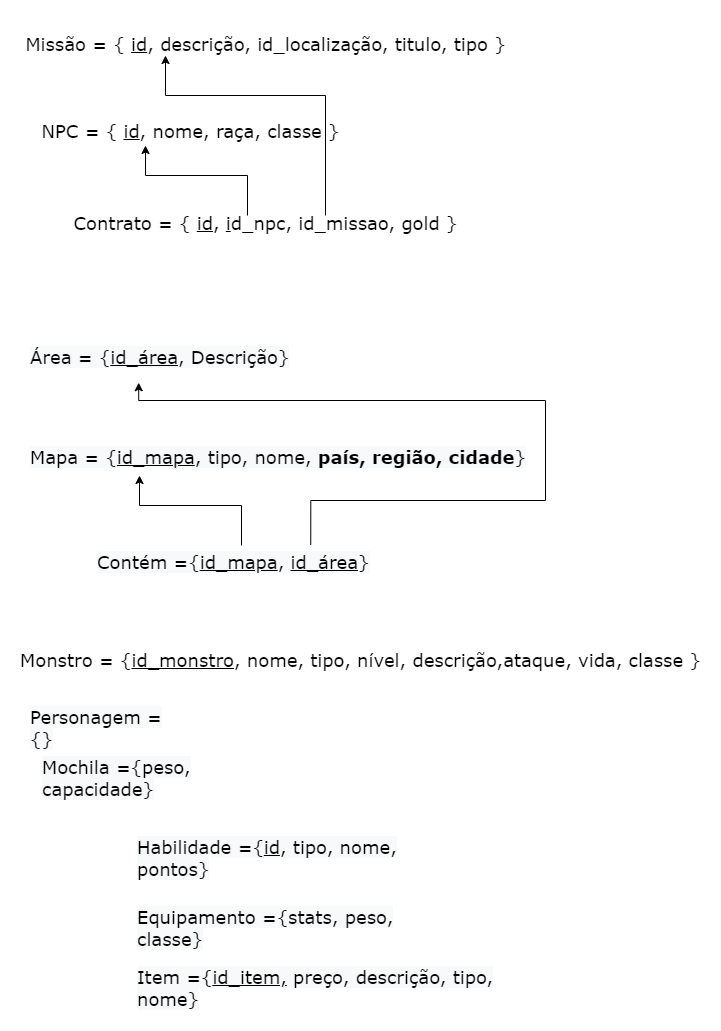 Missão = { id, descrição, id_localização, titulo, tipo }
NPC = { id, nome, raça, classe }
Contrato = { id, id_npc, id_missao, gold }
Área = {id_área, Descrição}
Mapa = {id_mapa, tipo, nome, país, região, cidade}
Contém ={id_mapa, id_área}
Monstro = {id_monstro, nome, tipo, nível, descrição,ataque, vida, classe }
Personagem =
{}
Mochila ={peso,
capacidade}
Habilidade ={id, tipo, nome,
pontos}
Equipamento ={stats, peso,
classe}
Item ={id_item, preço, descrição, tipo,
nome}